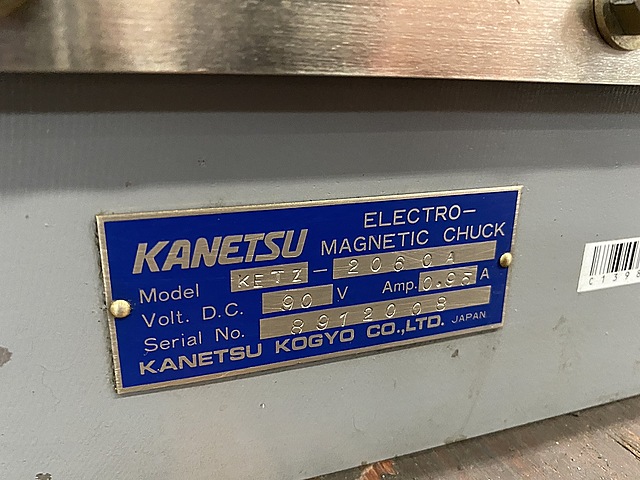 KANETSU ELECTRO-
MAGNETIC CHUCK
Model KETZ-2060A
Volt. D.C. 90 V Amp. 0.95 A
Serial No. 8912008
KANETSU KOGYO CO.,LTD. JAPAN
C1398